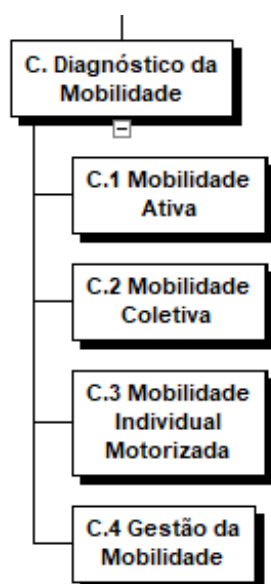 C. Diagnóstico da
Mobilidade
C.1 Mobilidade
Ativa
C.2 Mobilidade
Coletiva
C.3 Mobilidade
Individual
Motorizada
C.4 Gestão da
Mobilidade